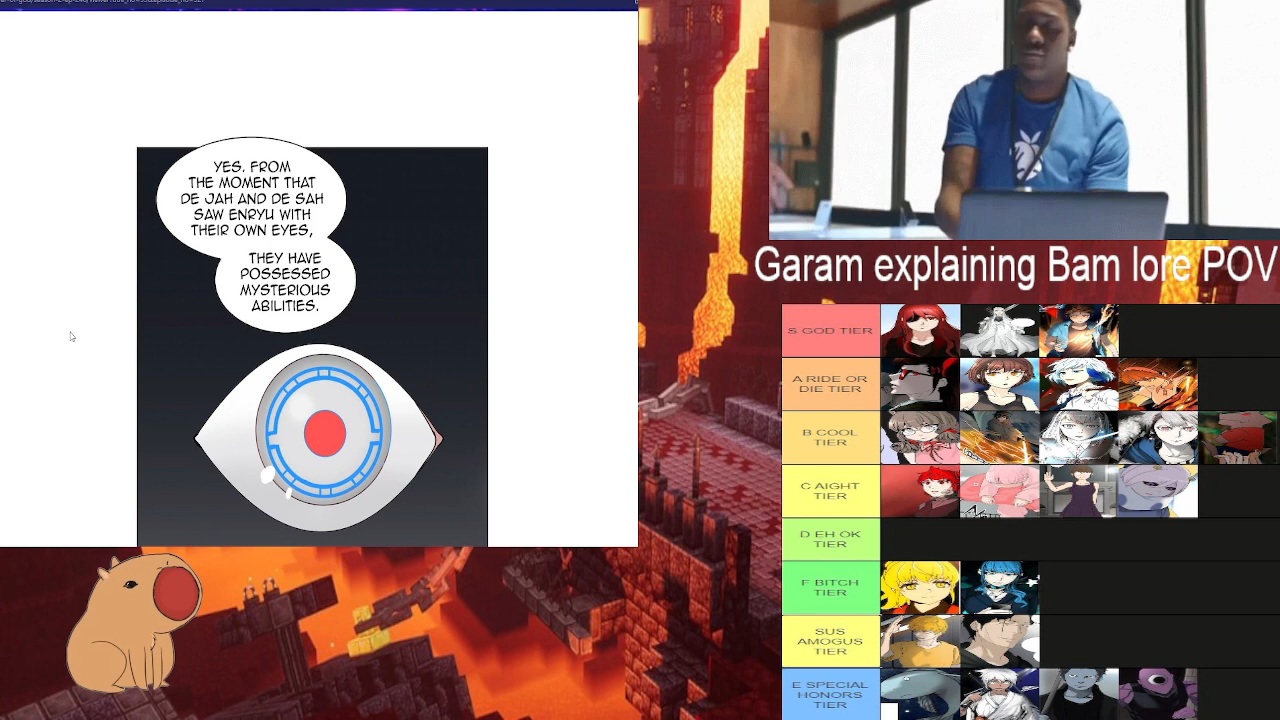 YES. FROM
THE MOMENT THAT
DE JAH AND DE SAH
SAW ENRYU WITH
THEIR OWN EYES,
THEY HAVE
POSSESSED
MYSTERIOUS
ABILITIES.
Garam explaining Bam lore POV
S GOD TIER
A RIDE OR
DIE TIER
B COOL
TIER
C AIGHT
TIER
D EH OK
TIER
F BITCH
TIER
SUS
AMOGUS
TIER
E SPECIAL
HONORS
TIER